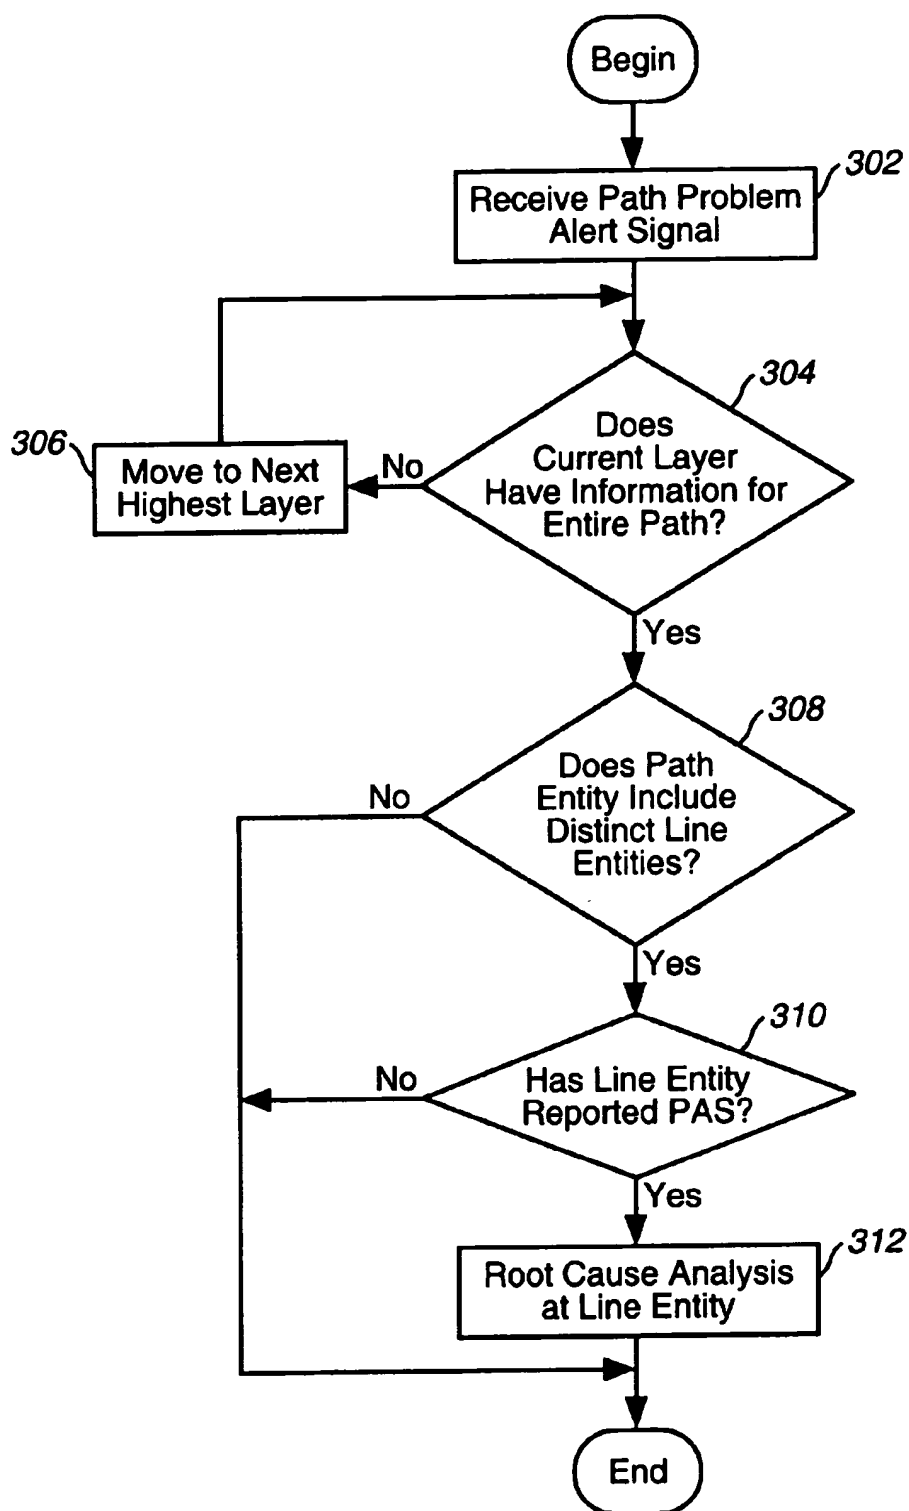 Begin
302
Receive Path Problem
Alert Signal
304
Does
Current Layer
Have Information for
Entire Path?
306
Move to Next
Highest Layer
No
Yes
308
Does Path
Entity Include
Distinct Line
Entities?
No
Yes
310
Has Line Entity
Reported PAS?
No
Yes
312
Root Cause Analysis
at Line Entity
End